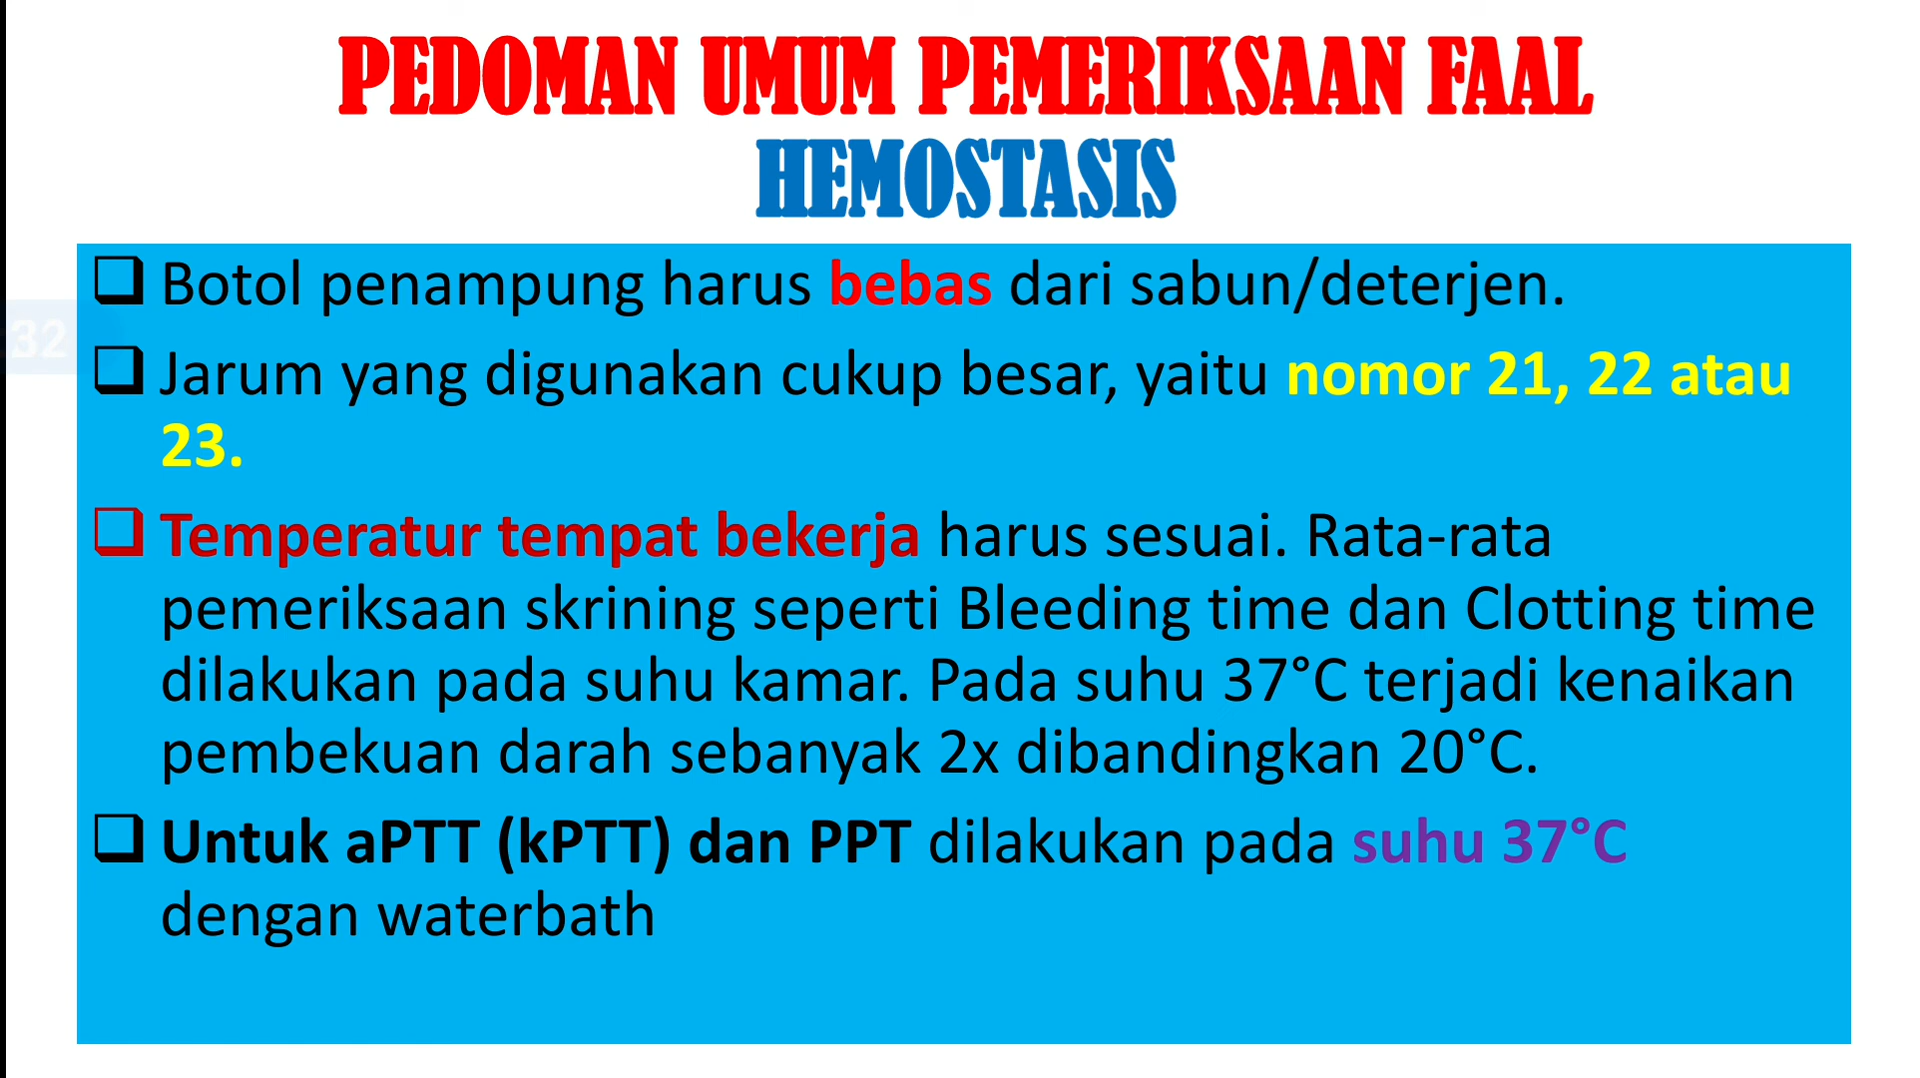 PEDOMAN UMUM PEMERIKSAAN FAAL
HEMOSTASIS
Botol penampung harus bebas dari sabun/deterjen.
32
Jarum yang digunakan cukup besar, yaitu nomor 21, 22 atau
23.
Temperatur tempat bekerja harus sesuai. Rata-rata
pemeriksaan skrining seperti Bleeding time dan Clotting time
dilakukan pada suhu kamar. Pada suhu 37°C terjadi kenaikan
pembekuan darah sebanyak 2x dibandingkan 20°C.
Untuk aPTT (kPTT) dan PPT dilakukan pada suhu 37°C
dengan waterbath